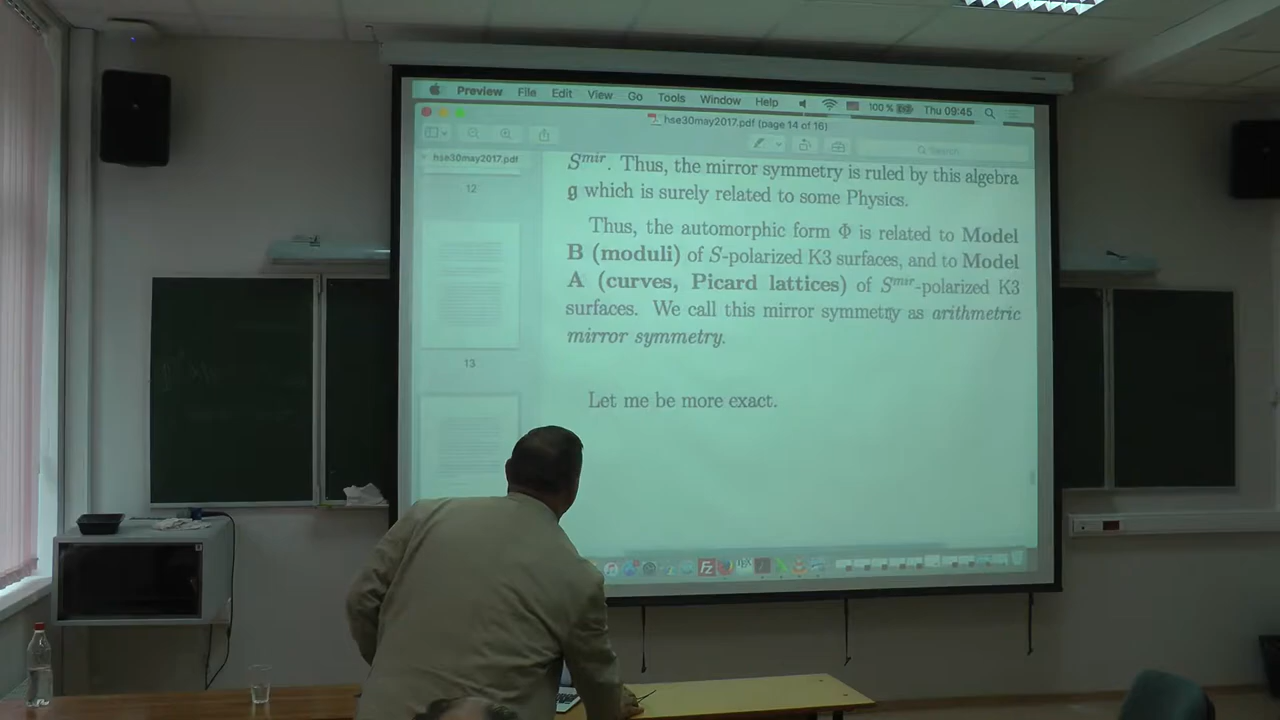 Preview File Edit View Go Tools Window Help 100 % Thu 09:45
hse30may2017.pdf (page 14 of 16)
Search
hse30may2017.pdf
12
13
S^mir. Thus, the mirror symmetry is ruled by this algebra
g which is surely related to some Physics.
Thus, the automorphic form Φ is related to Model
B (moduli) of S-polarized K3 surfaces, and to Model
A (curves, Picard lattices) of S^mir-polarized K3
surfaces. We call this mirror symmetry as arithmetric
mirror symmetry.
Let me be more exact.